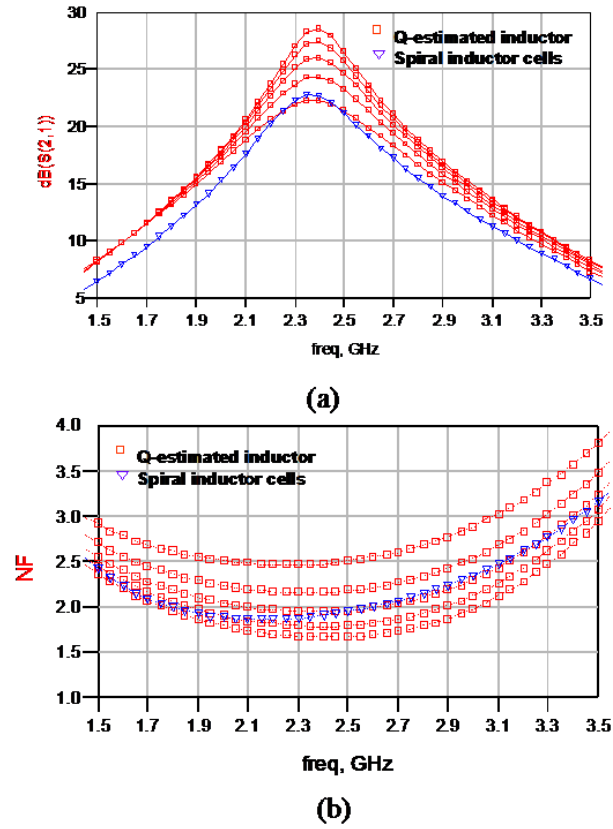 30
25
20
15
10
5
dB(S(2,1))
Q-estimated inductor
Spiral inductor cells
1.5 1.7 1.9 2.1 2.3 2.5 2.7 2.9 3.1 3.3 3.5
freq, GHz
(a)
4.0
3.5
3.0
2.5
2.0
1.5
1.0
NF
Q-estimated inductor
Spiral inductor cells
1.5 1.7 1.9 2.1 2.3 2.5 2.7 2.9 3.1 3.3 3.5
freq, GHz
(b)